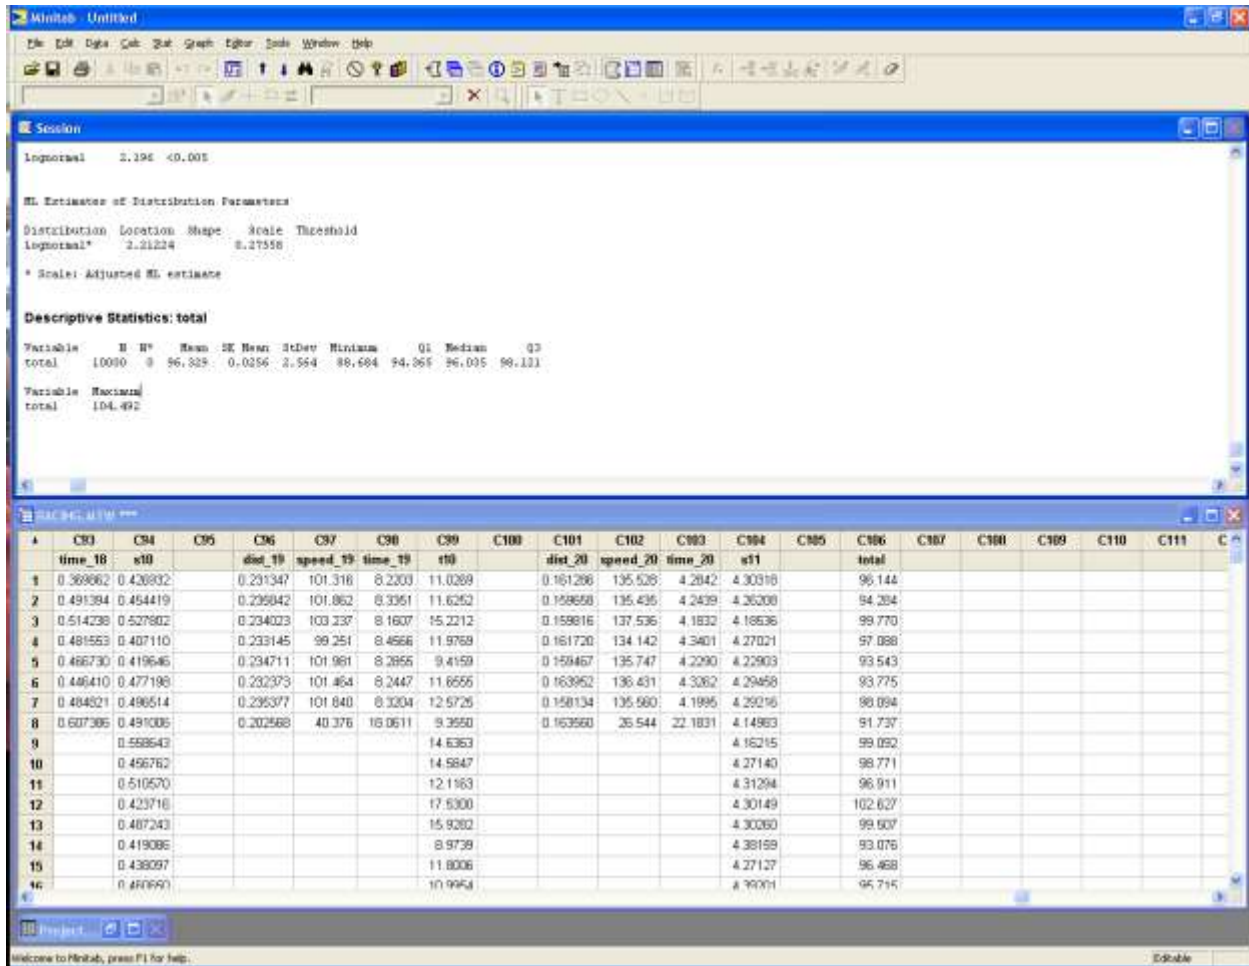 Minitab - Untitled
File Edit Data Calc Stat Graph Editor Tools Window Help
Session
Lognormal 2.196 <0.005
ML Estimates of Distribution Parameters
Distribution Location Shape Scale Threshold
Lognormal* 2.21224 0.27558
* Scale: Adjusted ML estimate
Descriptive Statistics: total
Variable N N* Mean SE Mean StDev Minimum Q1 Median Q3
total 10000 0 96.329 0.0256 2.564 88.684 94.365 96.035 98.121
Variable Maximum
total 104.492
RACING.MTW ***
C93 C94 C95 C96 C97 C98 C99 C100 C101 C102 C103 C104 C105 C106 C107 C108 C109 C110 C111 C
time_18 s10 dist_19 speed_19 time_19 t10 dist_20 speed_20 time_20 s11 total
1 0.369862 0.426932 0.231347 101.316 8.2203 11.0289 0.161286 135.528 4.2842 4.30318 96.144
2 0.491394 0.454419 0.235842 101.862 8.3351 11.6252 0.159658 135.435 4.2439 4.26208 94.284
3 0.514238 0.527802 0.234023 103.237 8.1607 15.2212 0.159816 137.536 4.1832 4.18536 99.770
4 0.481553 0.407110 0.233145 99.251 8.4566 11.9769 0.161720 134.142 4.3401 4.27021 97.088
5 0.466730 0.419646 0.234711 101.981 8.2855 9.4159 0.159467 135.747 4.2290 4.22903 93.543
6 0.446410 0.477198 0.232373 101.464 8.2447 11.6556 0.163952 136.431 4.3262 4.29458 93.775
7 0.484821 0.496514 0.235377 101.840 8.3204 12.5725 0.158134 135.560 4.1995 4.29216 98.094
8 0.607386 0.491006 0.202568 40.376 18.0611 9.3550 0.163560 26.544 22.1831 4.14983 91.737
9 0.558643 14.6363 4.16215 99.092
10 0.456762 14.5847 4.27140 98.771
11 0.510570 12.1163 4.31294 96.911
12 0.423716 17.5300 4.30149 102.627
13 0.487243 15.9282 4.30260 99.607
14 0.419086 8.9739 4.38159 93.076
15 0.438097 11.8006 4.27127 96.468
16 0.460650 10.9954 4.39201 95.715
Project...
Welcome to Minitab, press F1 for help.
Editable